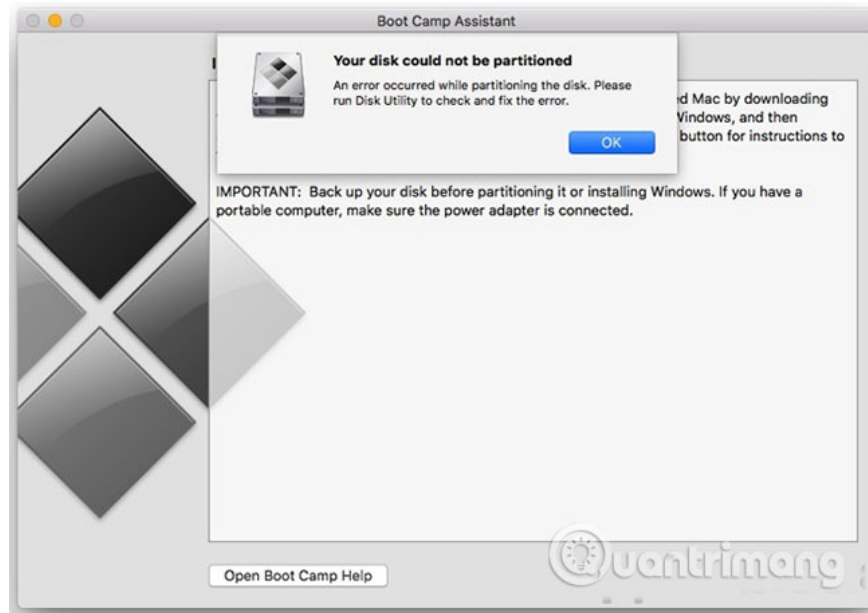 Boot Camp Assistant
Your disk could not be partitioned
An error occurred while partitioning the disk. Please
run Disk Utility to check and fix the error.
OK
ed Mac by downloading
Windows, and then
button for instructions to
IMPORTANT: Back up your disk before partitioning it or installing Windows. If you have a
portable computer, make sure the power adapter is connected.
Open Boot Camp Help
Quantrimang